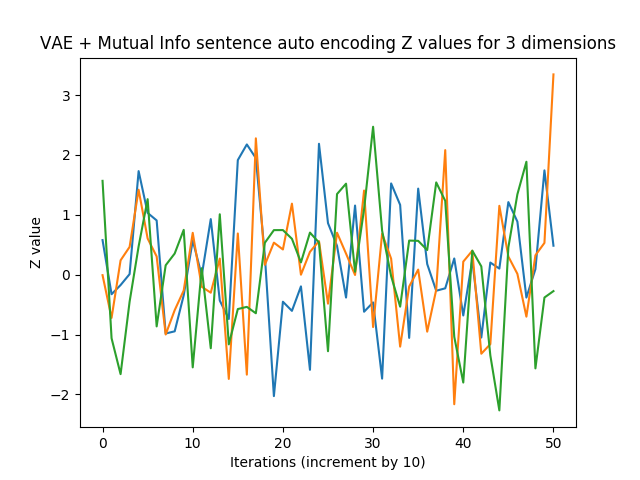 VAE + Mutual Info sentence auto encoding Z values for 3 dimensions
Z value
3
2
1
0
−1
−2
0 10 20 30 40 50
Iterations (increment by 10)